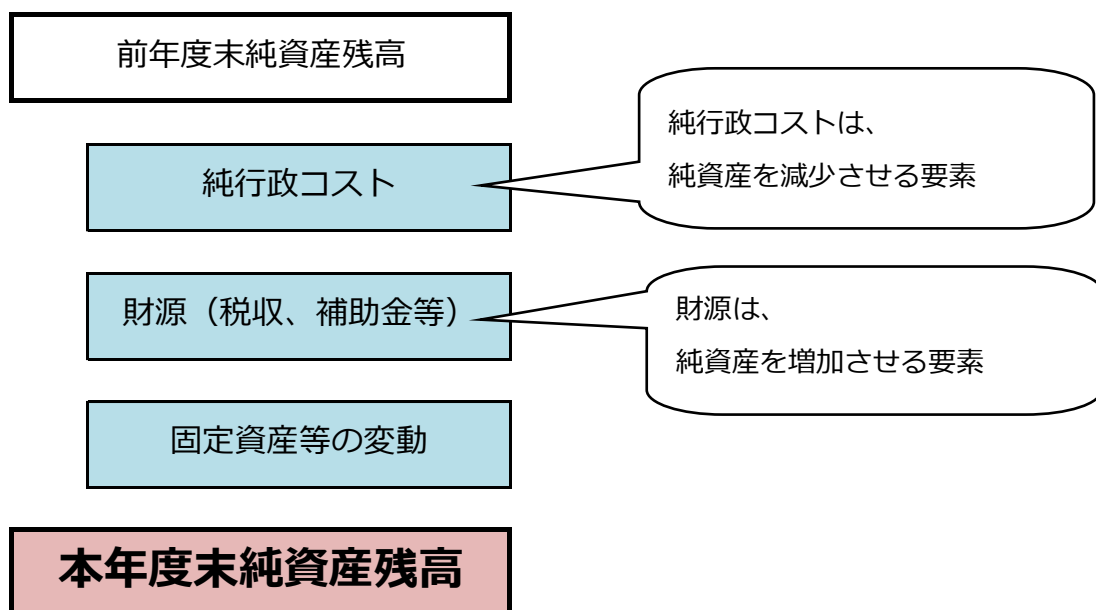 前年度末純資産残高
純行政コストは、
純資産を減少させる要素
純行政コスト
財源（税収、補助金等）
財源は、
純資産を増加させる要素
固定資産等の変動
本年度末純資産残高